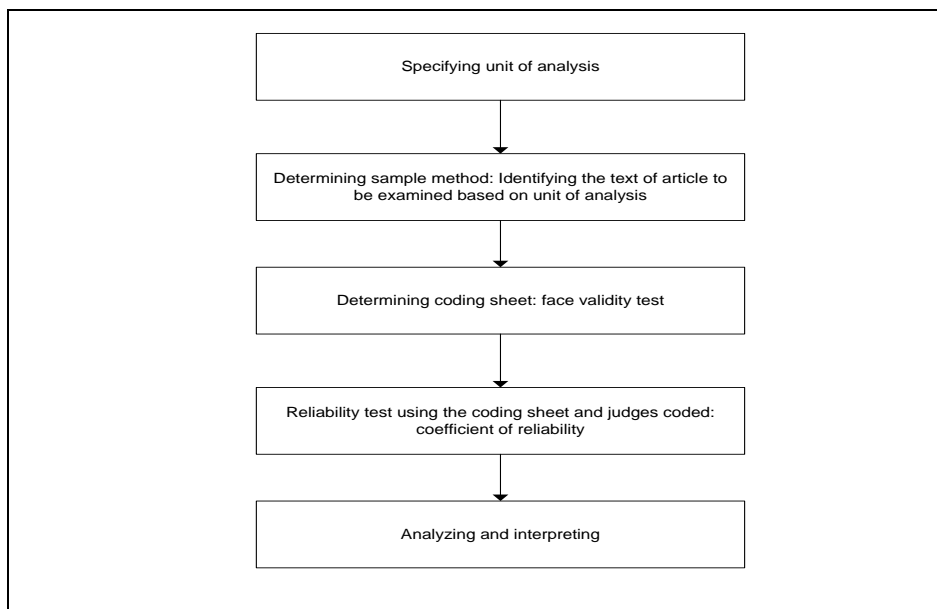 Specifying unit of analysis
Determining sample method: Identifying the text of article to
be examined based on unit of analysis
Determining coding sheet: face validity test
Reliability test using the coding sheet and judges coded:
coefficient of reliability
Analyzing and interpreting